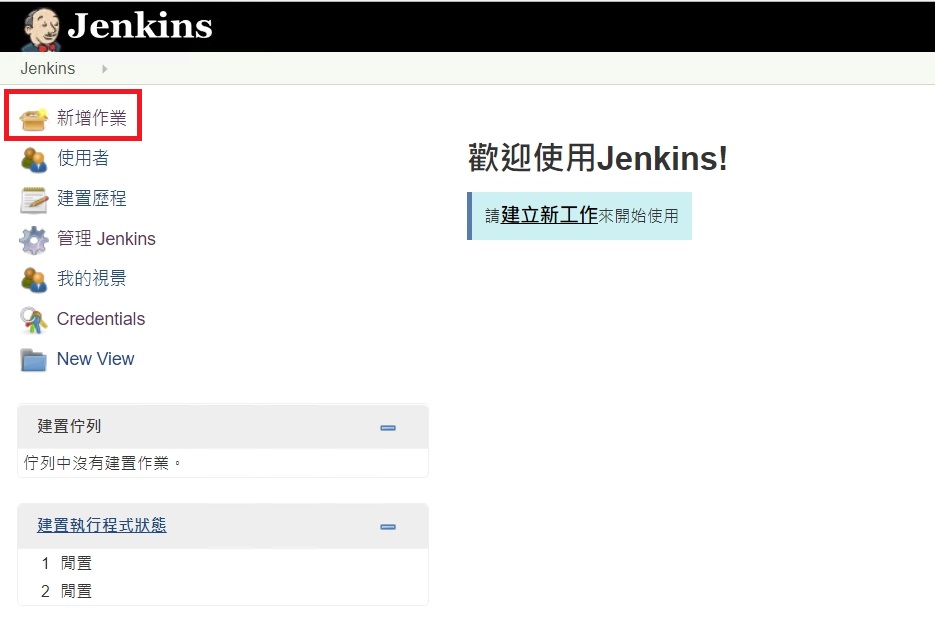 Jenkins
Jenkins
新增作業
使用者
建置歷程
管理 Jenkins
我的視景
Credentials
New View
建置佇列
佇列中沒有建置作業。
建置執行程式狀態
1 閒置
2 閒置
歡迎使用Jenkins!
請建立新工作來開始使用